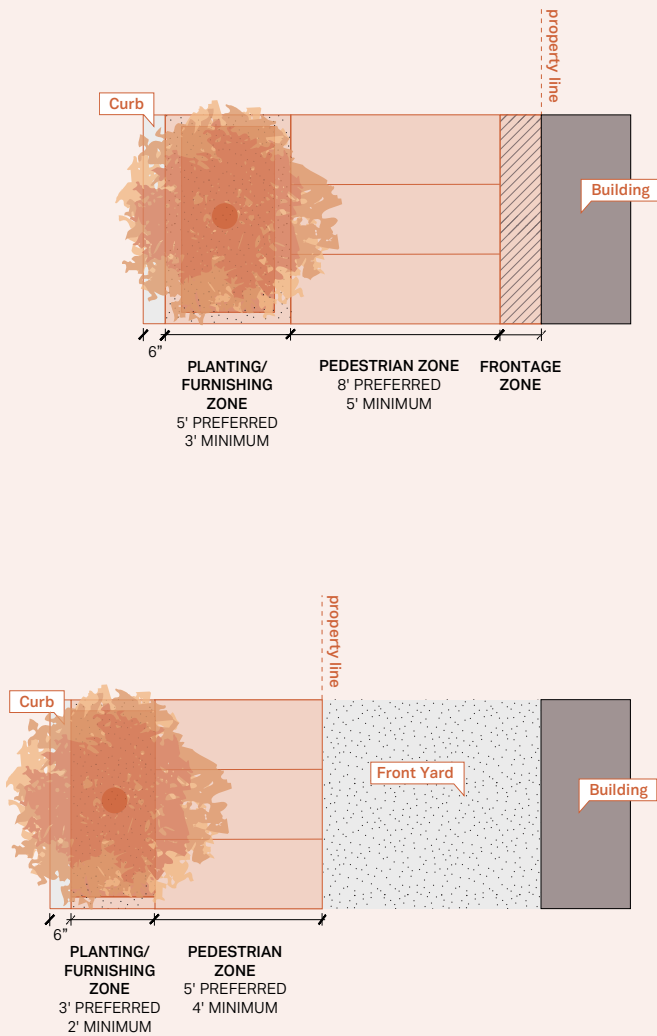 property line
Curb
Building
6”
PLANTING/
FURNISHING
ZONE
5' PREFERRED
3' MINIMUM
PEDESTRIAN ZONE
8' PREFERRED
5' MINIMUM
FRONTAGE
ZONE
property line
Curb
Front Yard
Building
6”
PLANTING/
FURNISHING
ZONE
3' PREFERRED
2' MINIMUM
PEDESTRIAN
ZONE
5' PREFERRED
4' MINIMUM